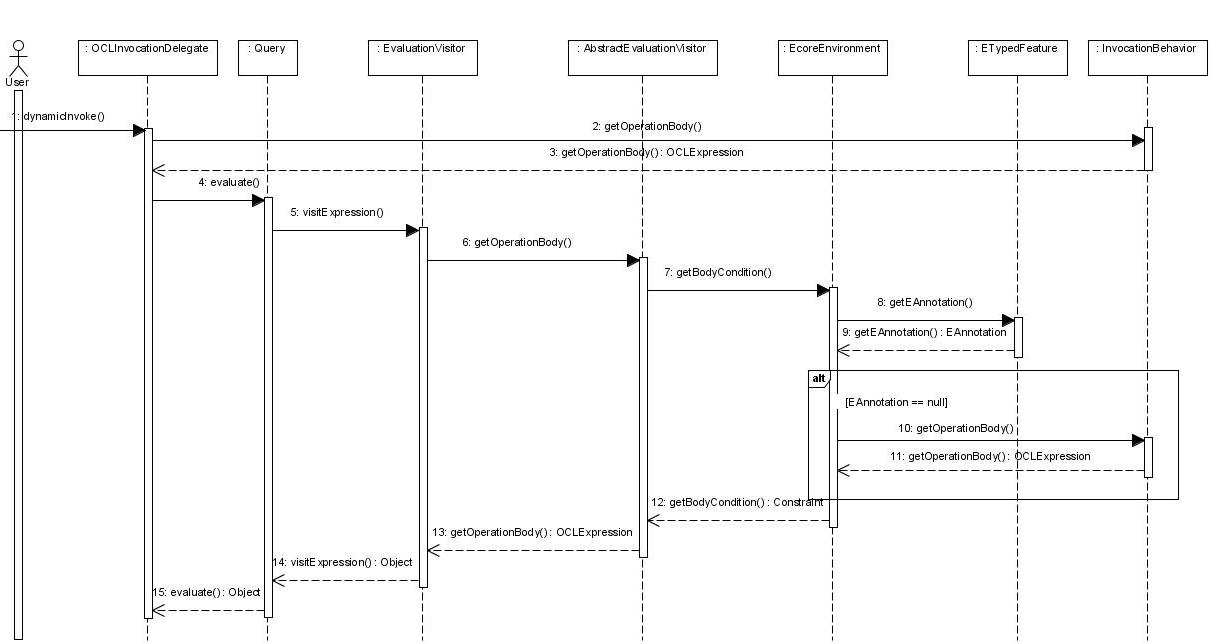 : OCLInvocationDelegate
: Query
: EvaluationVisitor
: AbstractEvaluationVisitor
: EcoreEnvironment
: ETypedFeature
: InvocationBehavior
User
1: dynamicInvoke()
2: getOperationBody()
3: getOperationBody() : OCLExpression
4: evaluate()
5: visitExpression()
6: getOperationBody()
7: getBodyCondition()
8: getEAnnotation()
9: getEAnnotation() : EAnnotation
alt
[EAnnotation == null]
10: getOperationBody()
11: getOperationBody() : OCLExpression
12: getBodyCondition() : Constraint
13: getOperationBody() : OCLExpression
14: visitExpression() : Object
15: evaluate() : Object